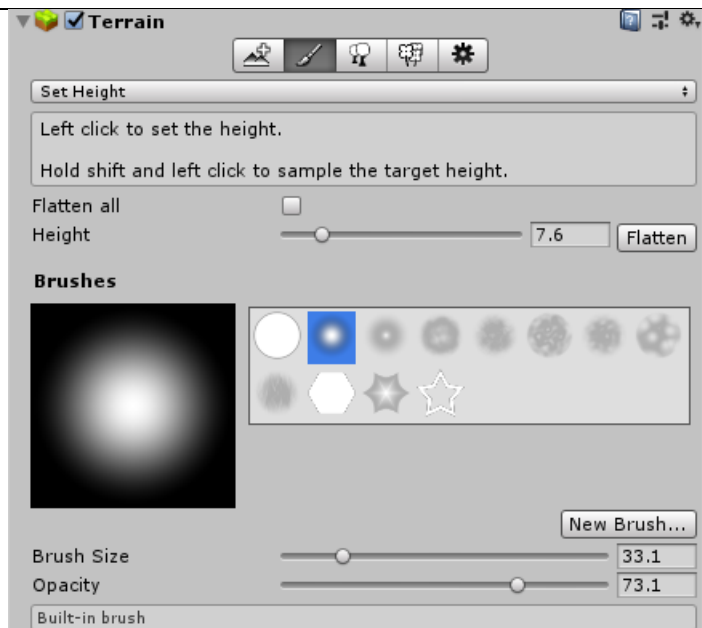 Terrain
Set Height
Left click to set the height.
Hold shift and left click to sample the target height.
Flatten all
Height 7.6 Flatten
Brushes
New Brush...
Brush Size 33.1
Opacity 73.1
Built-in brush